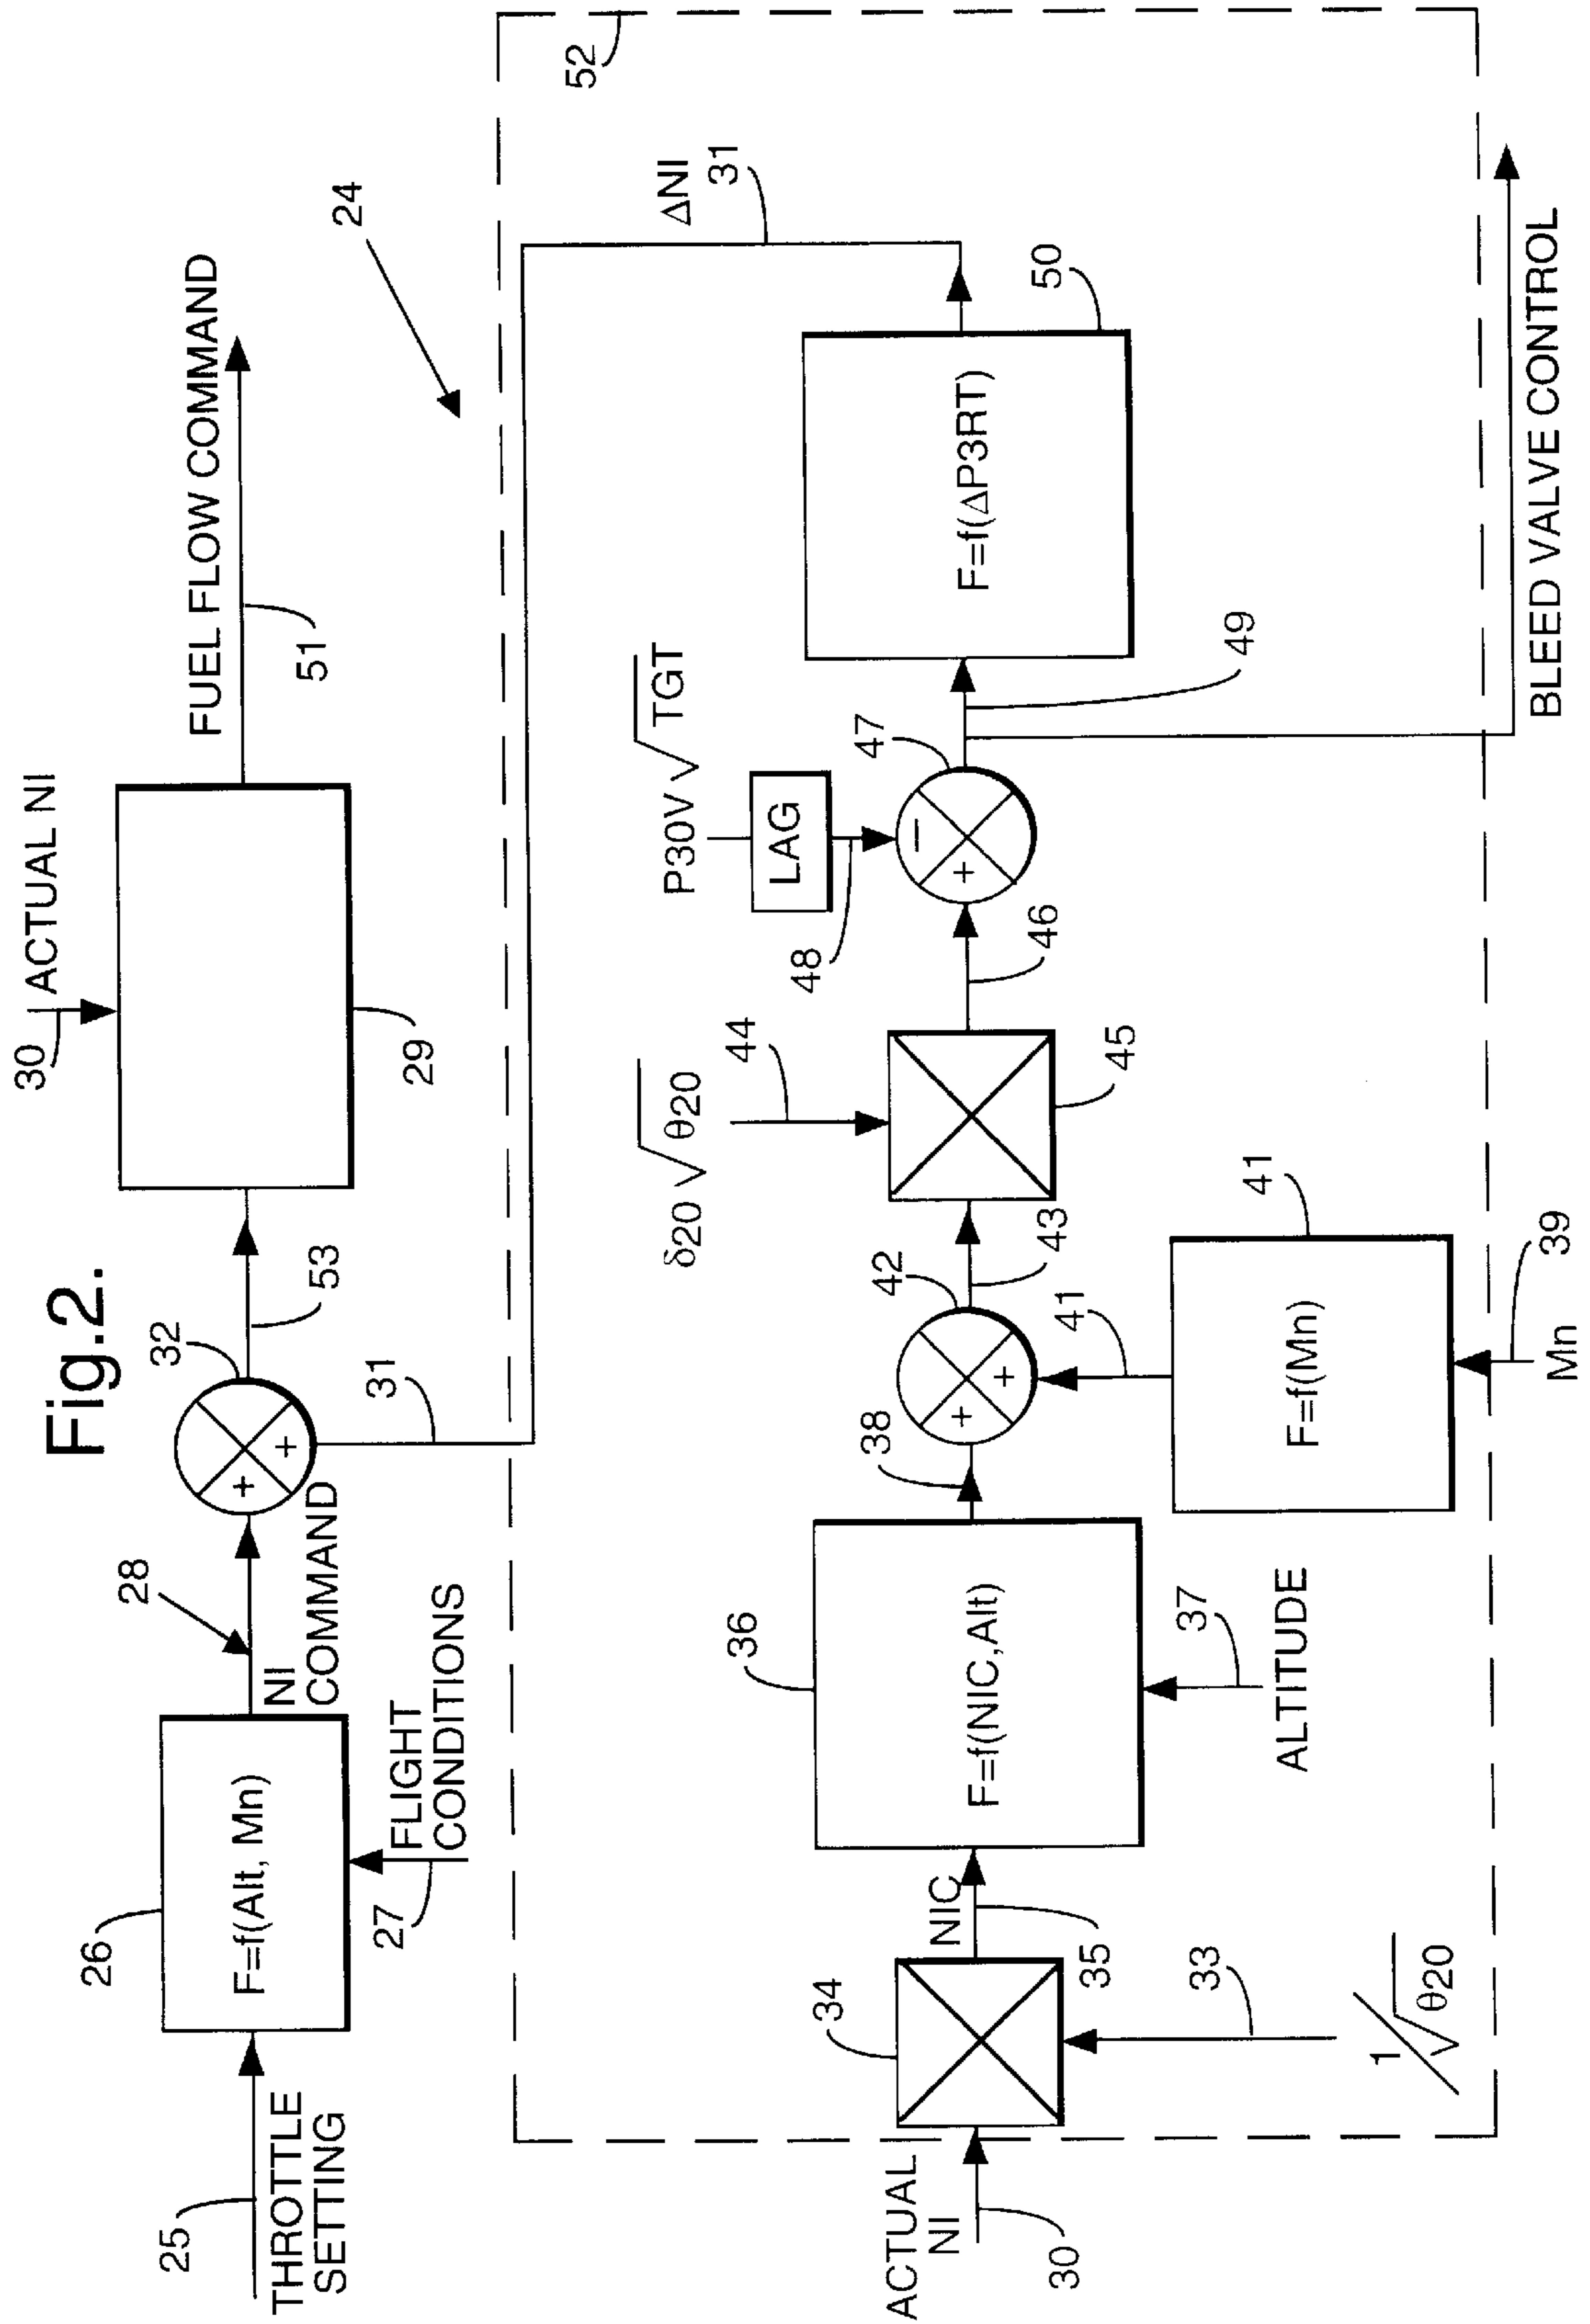 Fig.2.
30
ACTUAL NI
FUEL FLOW COMMAND
51
29
53
32
31
28
NI
COMMAND
26
F=f(Alt, Mn)
FLIGHT
CONDITIONS
27
25
THROTTLE
SETTING
24
52
ΔNI
31
50
F=f(ΔP3RT)
49
47
P30V√TGT
LAG
48
+
−
46
44
δ20√θ20
45
43
42
+
+
41
41
F=f(Mn)
39
Mn
38
36
F=f(NIC,Alt)
37
ALTITUDE
NIC
35
34
33
1/√θ20
ACTUAL
NI
30
BLEED VALVE CONTROL
+
+